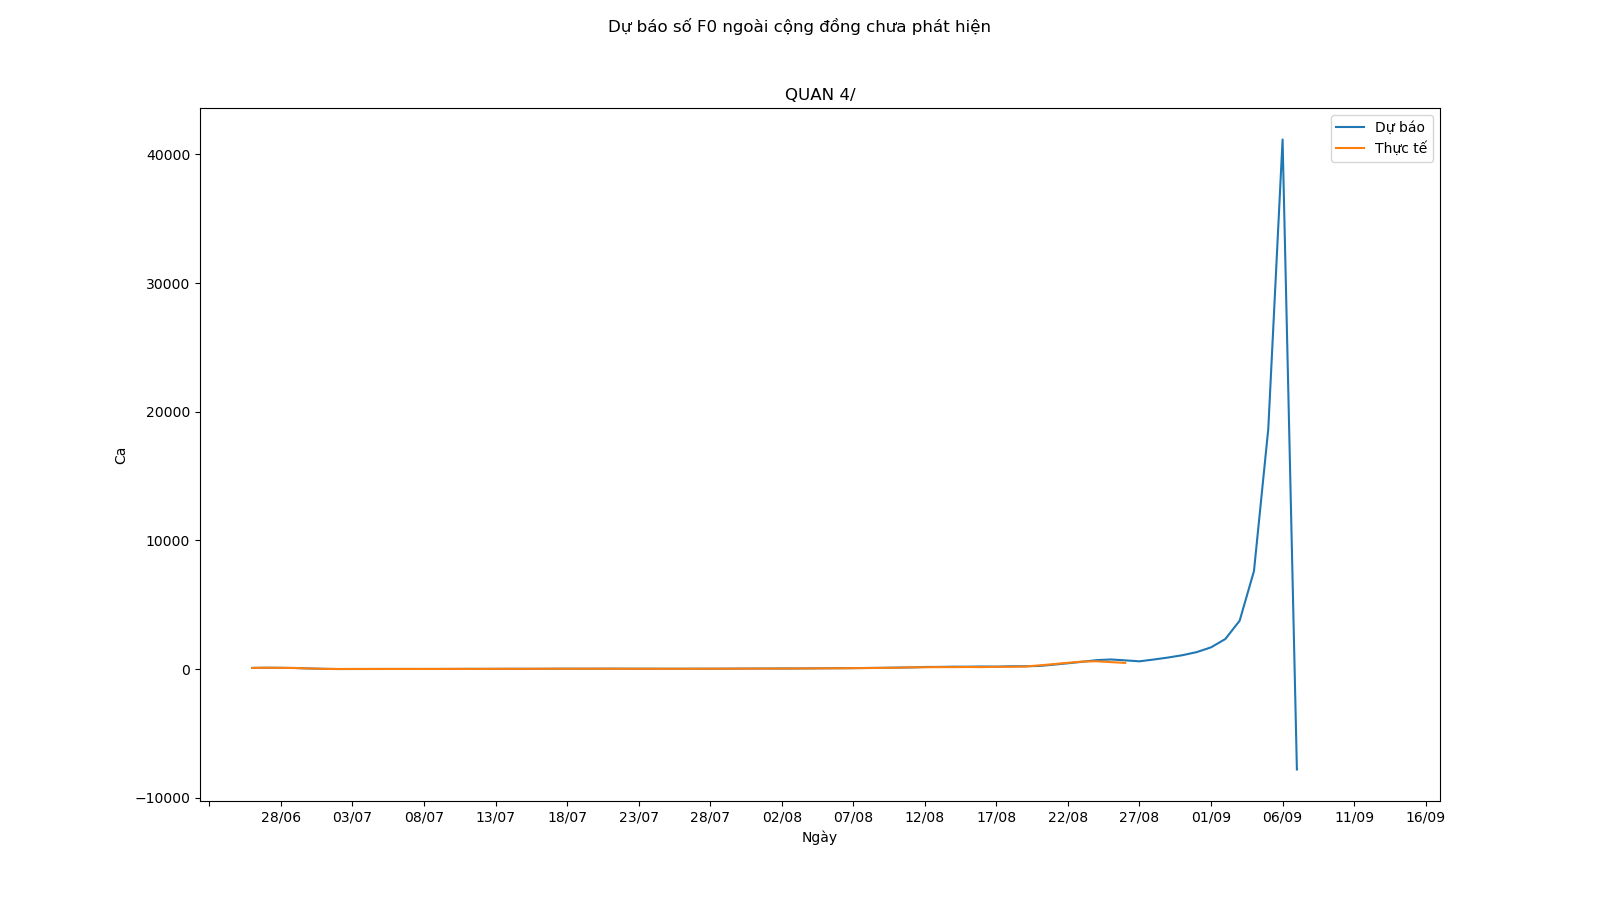 Dự báo số F0 ngoài cộng đồng chưa phát hiện
QUAN 4/
Dự báo
Thực tế
40000
30000
20000
10000
0
−10000
Ca
28/06 03/07 08/07 13/07 18/07 23/07 28/07 02/08 07/08 12/08 17/08 22/08 27/08 01/09 06/09 11/09 16/09
Ngày